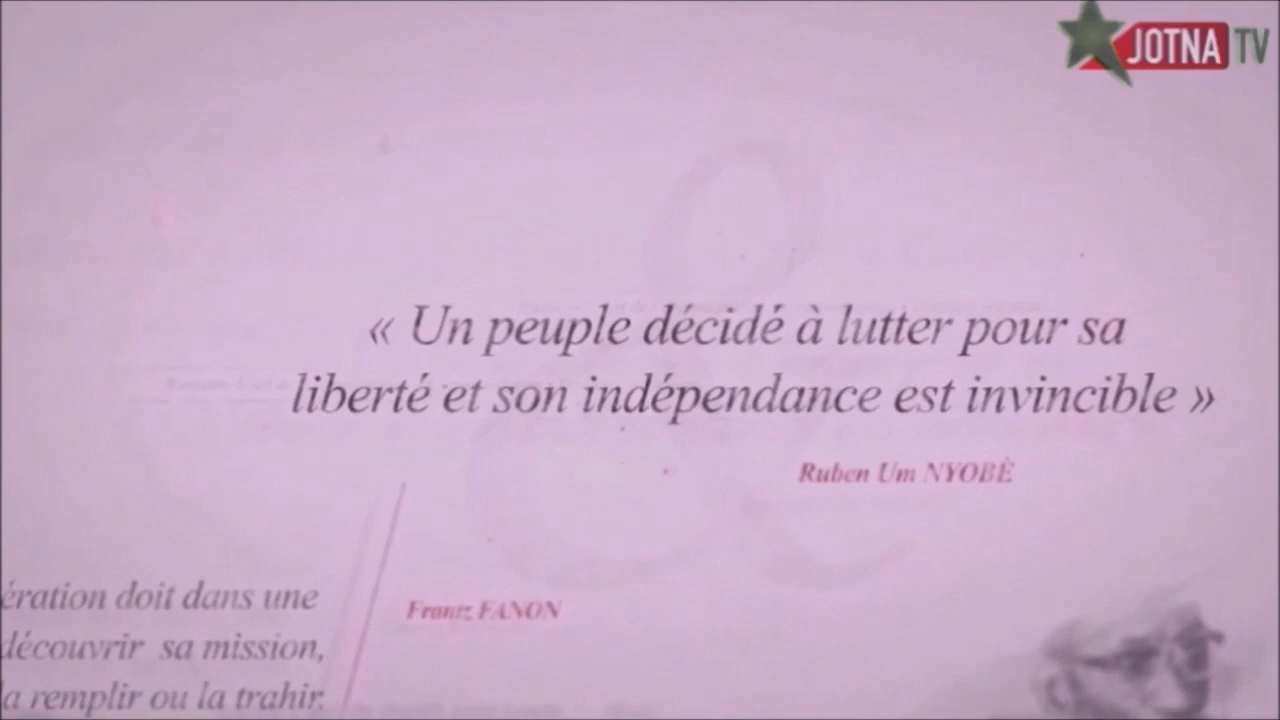 JOTNA TV
« Un peuple décidé à lutter pour sa
liberté et son indépendance est invincible »
Ruben Um NYOBÈ
ération doit dans une
découvrir sa mission,
la remplir ou la trahir.
Frantz FANON